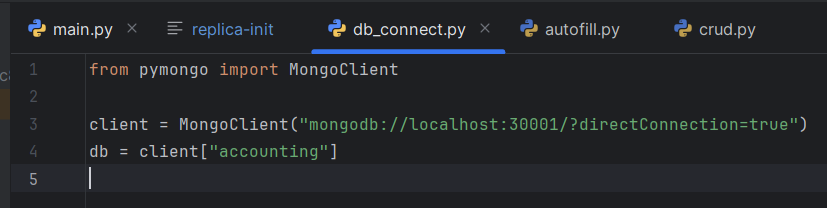 main.py replica-init db_connect.py autofill.py crud.py
1 from pymongo import MongoClient
2
3 client = MongoClient("mongodb://localhost:30001/?directConnection=true")
4 db = client["accounting"]
5